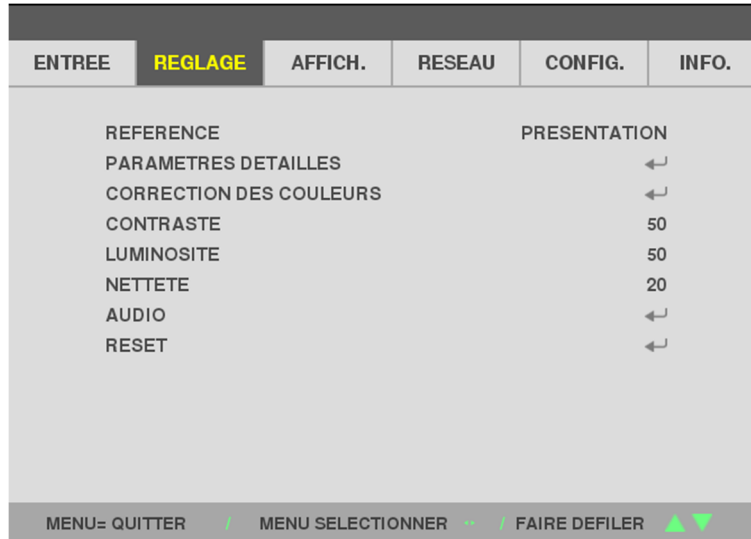 ENTREE REGLAGE AFFICH. RESEAU CONFIG. INFO.
REFERENCE PRESENTATION
PARAMETRES DETAILLES
CORRECTION DES COULEURS
CONTRASTE 50
LUMINOSITE 50
NETTETE 20
AUDIO
RESET
MENU= QUITTER / MENU SELECTIONNER ·· / FAIRE DEFILER ▲▼